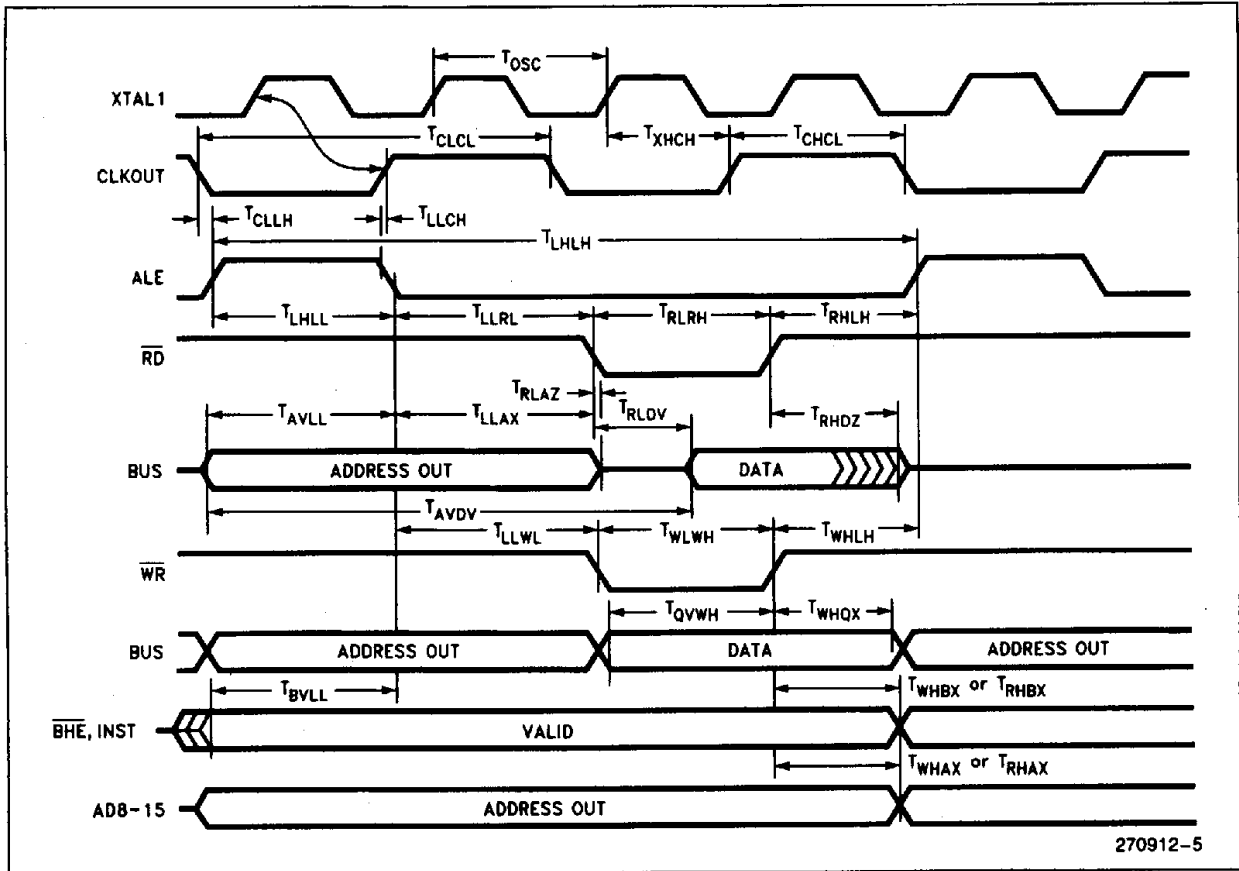 T_OSC
XTAL1
T_CLCL T_XHCH T_CHCL
CLKOUT
T_CLLH T_LLCH
T_LHLH
ALE
T_LHLL T_LLRL T_RLRH T_RHLH
RD
T_RLAZ
T_AVLL T_LLAX T_RLDV T_RHDZ
BUS ADDRESS OUT DATA
T_AVDV
T_LLWL T_WLWH T_WHLH
WR
T_QVWH T_WHQX
BUS ADDRESS OUT DATA ADDRESS OUT
T_BVLL T_WHBX or T_RHBX
BHE, INST VALID
T_WHAX or T_RHAX
AD8-15 ADDRESS OUT
270912-5